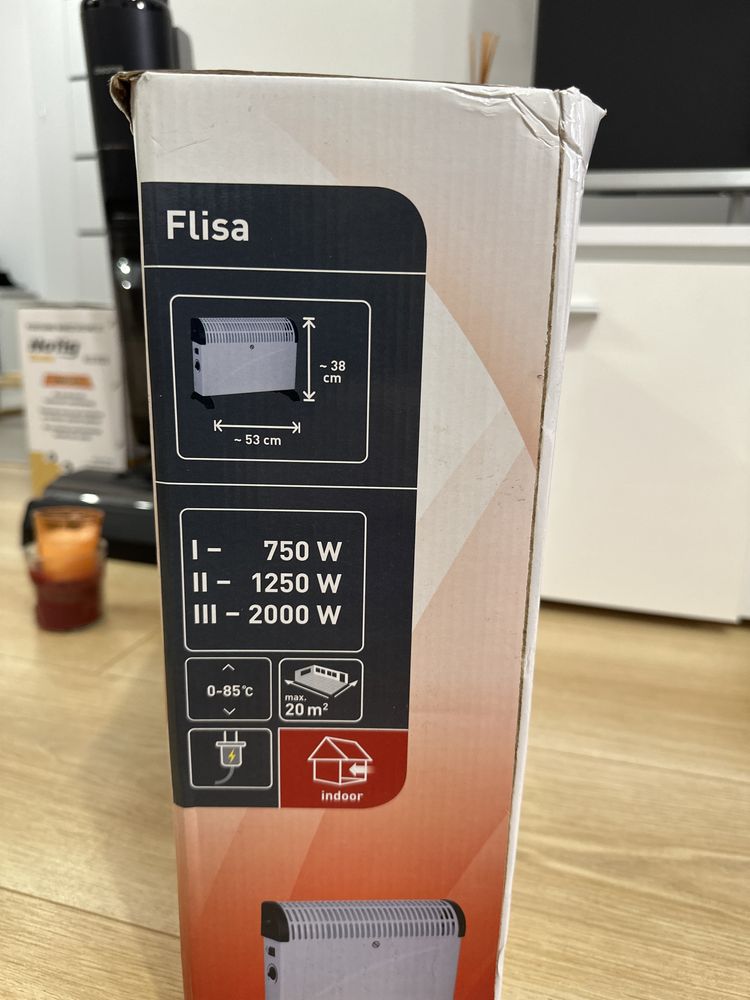 Flisa
~ 38
cm
~ 53 cm
I – 750 W
II – 1250 W
III – 2000 W
0-85°C
max.
20 m²
indoor